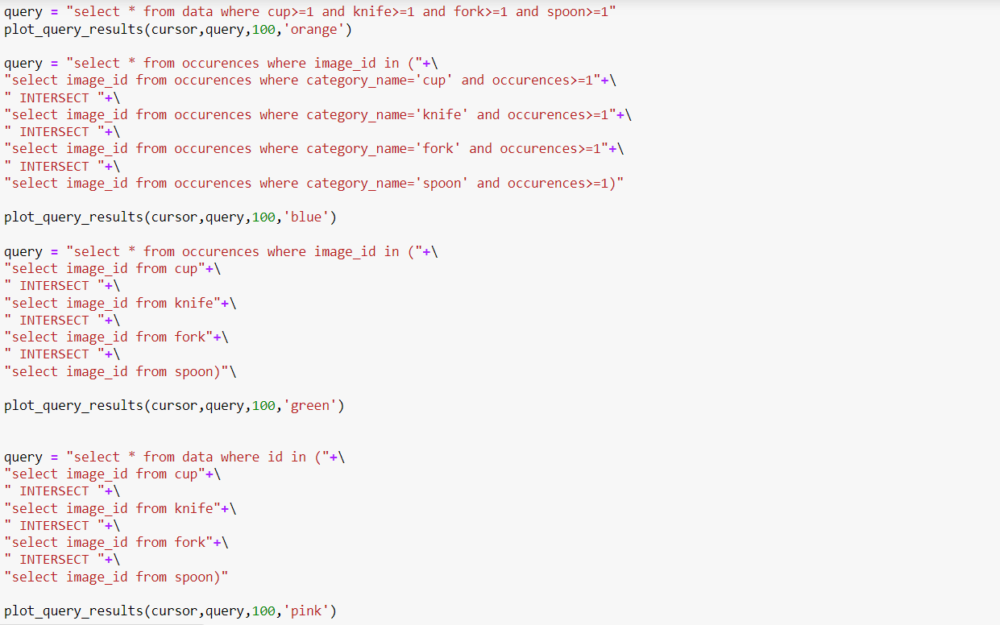 query = "select * from data where cup>=1 and knife>=1 and fork>=1 and spoon>=1"
plot_query_results(cursor,query,100,'orange')
query = "select * from occurences where image_id in ("+\
"select image_id from occurences where category_name='cup' and occurences>=1"+\
" INTERSECT "+\
"select image_id from occurences where category_name='knife' and occurences>=1"+\
" INTERSECT "+\
"select image_id from occurences where category_name='fork' and occurences>=1"+\
" INTERSECT "+\
"select image_id from occurences where category_name='spoon' and occurences>=1)"
plot_query_results(cursor,query,100,'blue')
query = "select * from occurences where image_id in ("+\
"select image_id from cup"+\
" INTERSECT "+\
"select image_id from knife"+\
" INTERSECT "+\
"select image_id from fork"+\
" INTERSECT "+\
"select image_id from spoon)"\
plot_query_results(cursor,query,100,'green')
query = "select * from data where id in ("+\
"select image_id from cup"+\
" INTERSECT "+\
"select image_id from knife"+\
" INTERSECT "+\
"select image_id from fork"+\
" INTERSECT "+\
"select image_id from spoon)"
plot_query_results(cursor,query,100,'pink')